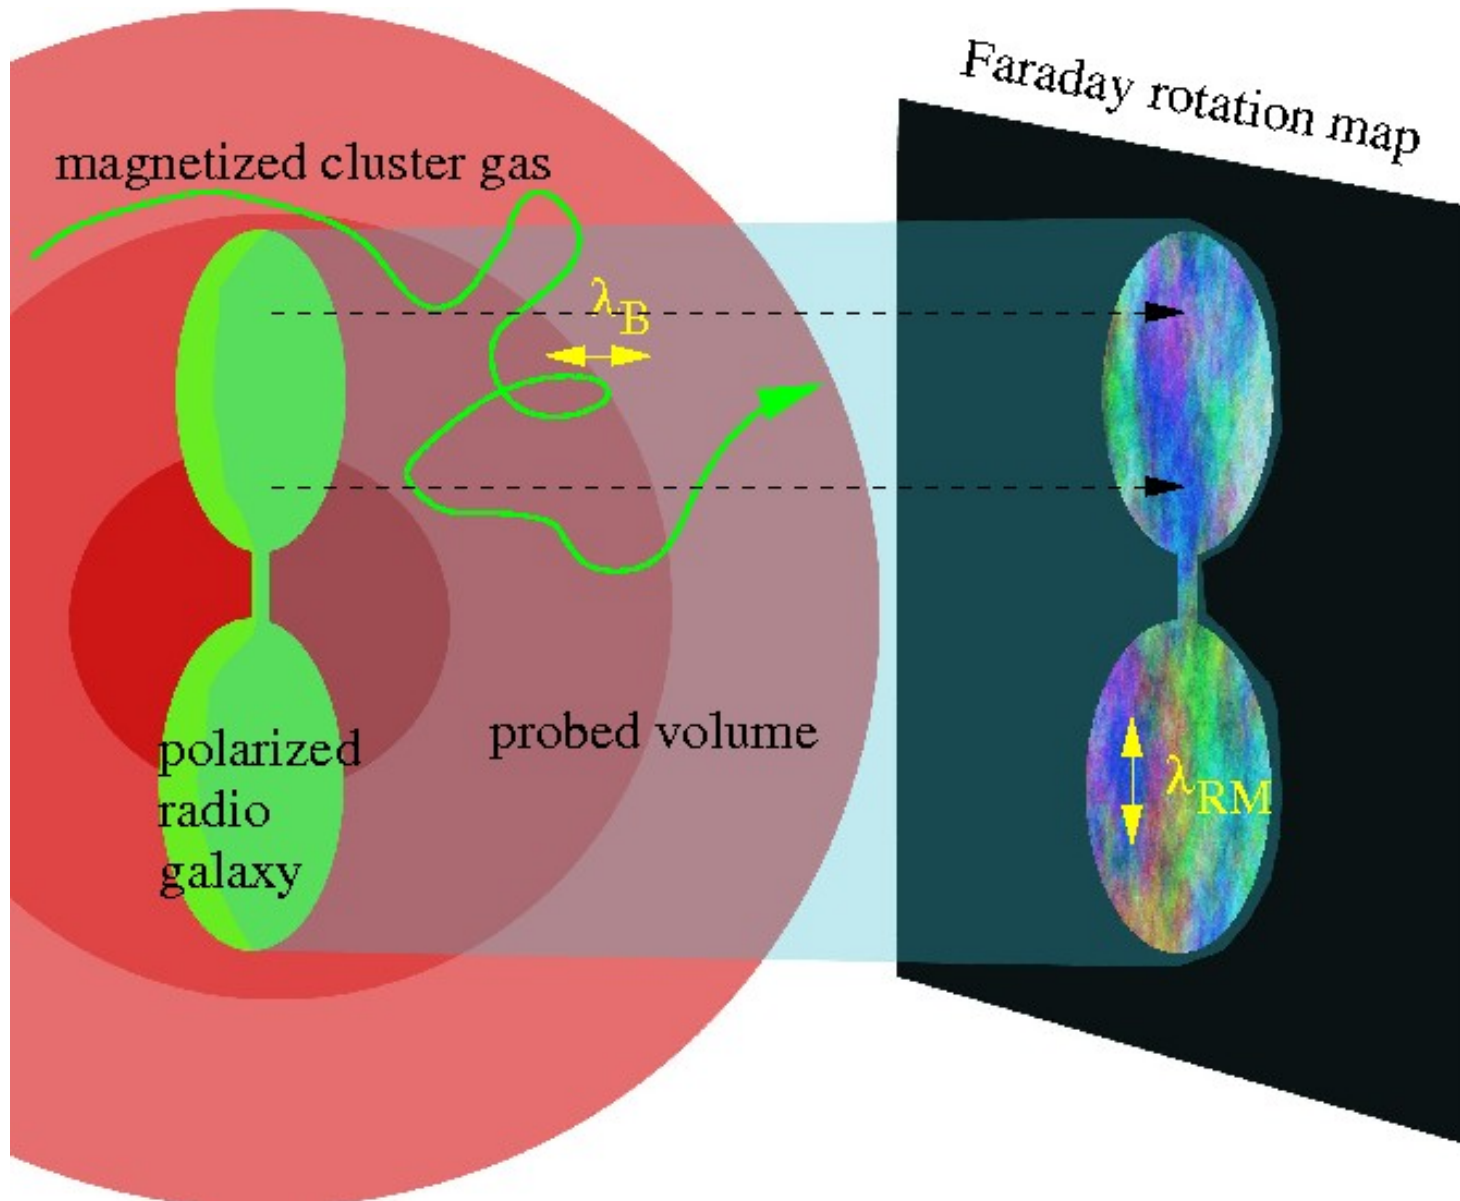 Faraday rotation map
magnetized cluster gas
λB
probed volume
polarized
radio
galaxy
λRM